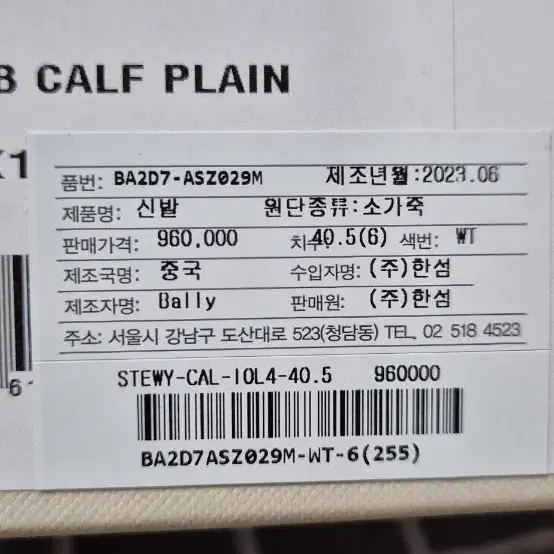 B CALF PLAIN
품번: BA2D7-ASZ029M 제조년월:2023.06
제품명: 신발 원단종류:소가죽
판매가격: 960,000 치수: 40.5(6) 색번: WT
제조국명: 중국 수입자명: (주)한섬
제조자명: Bally 판매원: (주)한섬
주소: 서울시 강남구 도산대로 523(청담동) TEL. 02 518 4523
STEWY-CAL-IOL4-40.5 960000
BA2D7ASZ029M-WT-6(255)